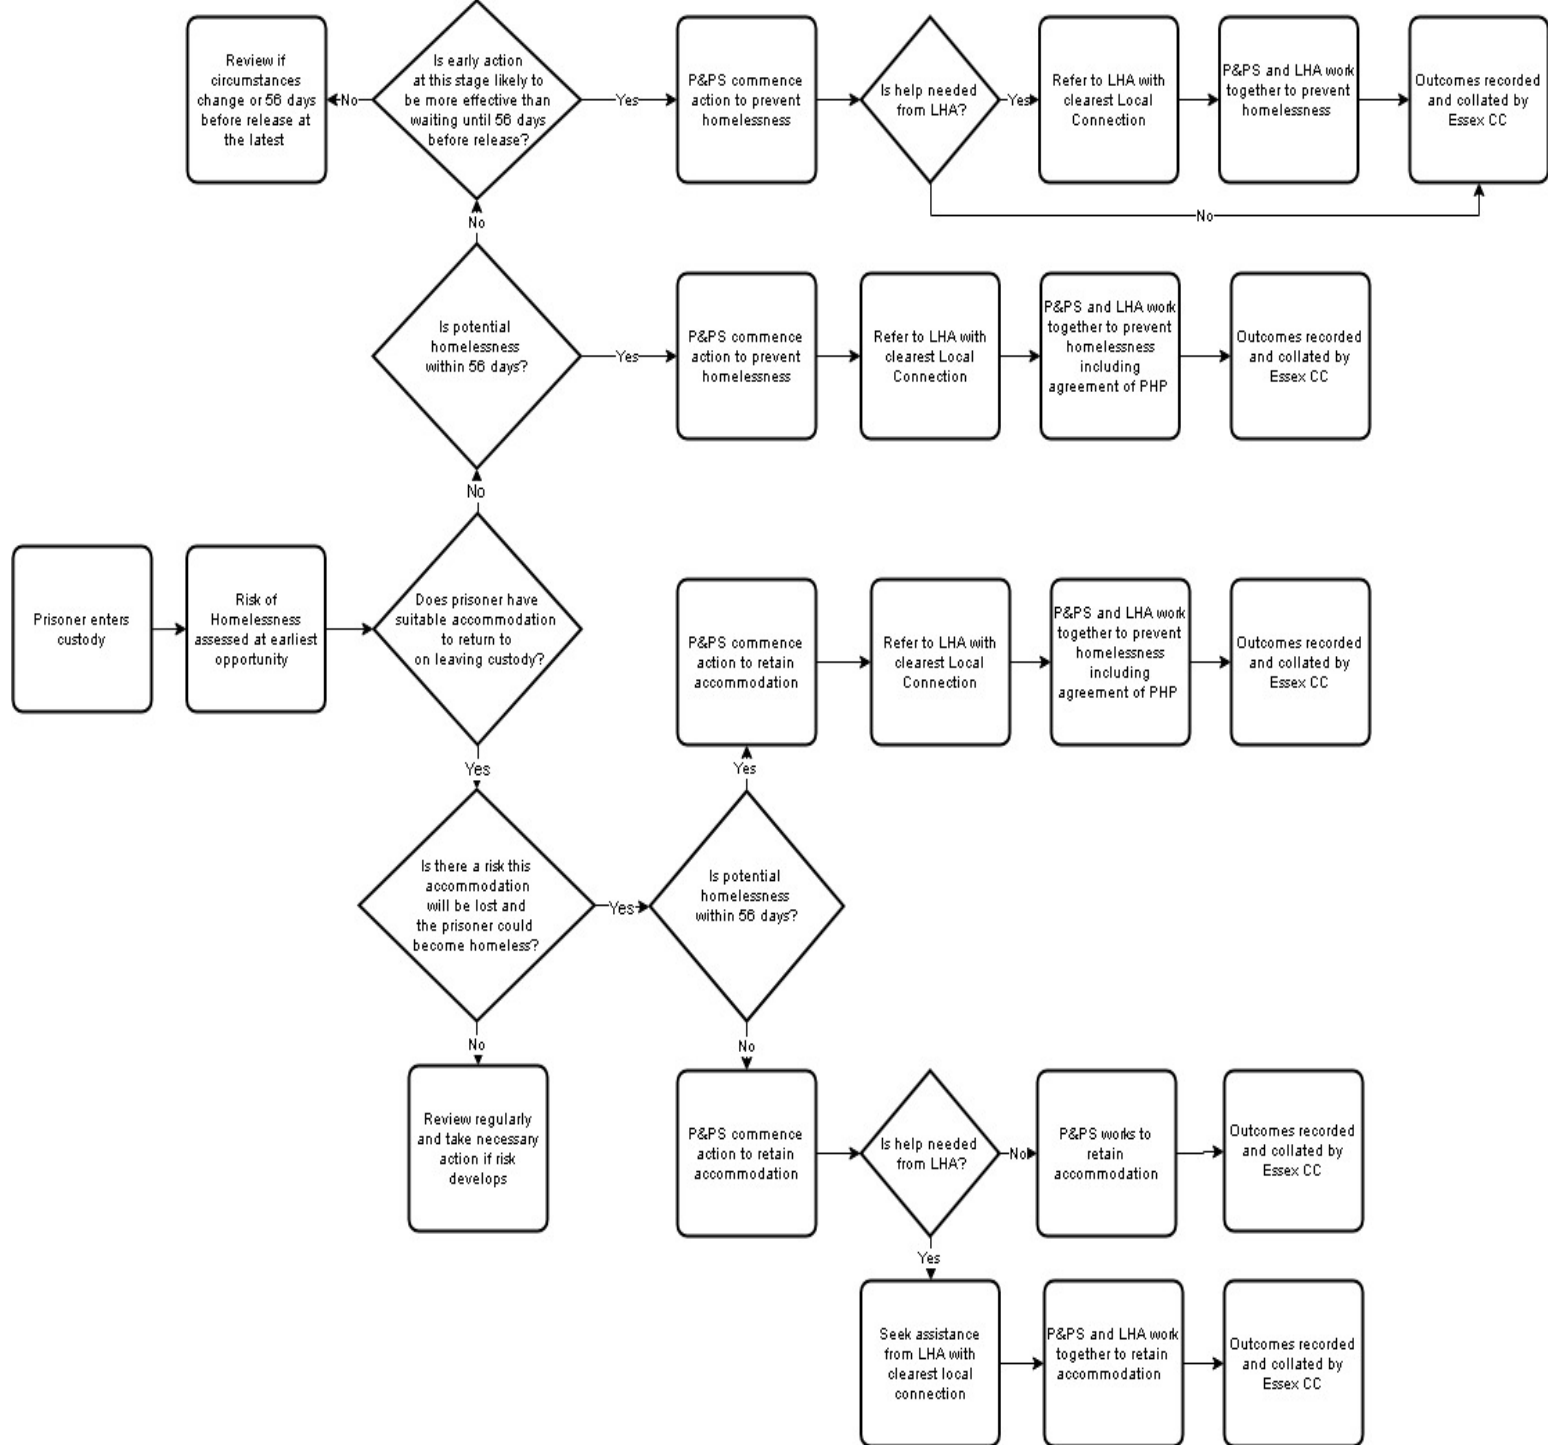 Review if
circumstances
change or 56 days
before release at
the latest
No
Is early action
at this stage likely to
be more effective than
waiting until 56 days
before release?
Yes
P&PS commence
action to prevent
homelessness
Is help needed
from LHA?
Yes
Refer to LHA with
clearest Local
Connection
P&PS and LHA work
together to prevent
homelessness
Outcomes recorded
and collated by
Essex CC
No
No
Is potential
homelessness
within 56 days?
Yes
P&PS commence
action to prevent
homelessness
Refer to LHA with
clearest Local
Connection
P&PS and LHA work
together to prevent
homelessness
including
agreement of PHP
Outcomes recorded
and collated by
Essex CC
No
Prisoner enters
custody
Risk of
Homelessness
assessed at earliest
opportunity
Does prisoner have
suitable accommodation
to return to
on leaving custody?
P&PS commence
action to retain
accommodation
Refer to LHA with
clearest Local
Connection
P&PS and LHA work
together to prevent
homelessness
including
agreement of PHP
Outcomes recorded
and collated by
Essex CC
Yes
Yes
Is there a risk this
accommodation
will be lost and
the prisoner could
become homeless?
Yes
Is potential
homelessness
within 56 days?
No
No
Review regularly
and take necessary
action if risk
develops
P&PS commence
action to retain
accommodation
Is help needed
from LHA?
No
P&PS works to
retain
accommodation
Outcomes recorded
and collated by
Essex CC
Yes
Seek assistance
from LHA with
clearest local
connection
P&PS and LHA work
together to retain
accommodation
Outcomes recorded
and collated by
Essex CC